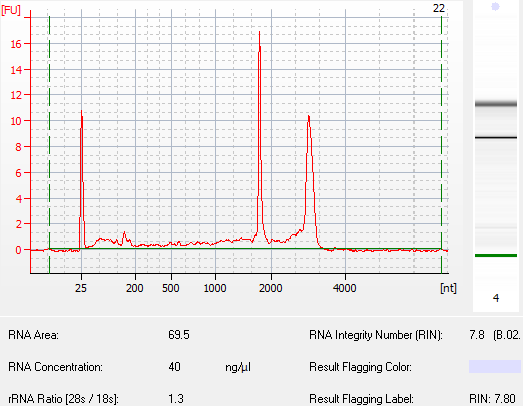 [FU]
22
16
14
12
10
8
6
4
2
0
25 200 500 1000 2000 4000 [nt]
4
RNA Area: 69.5 RNA Integrity Number (RIN): 7.8 (B.02.
RNA Concentration: 40 ng/µl Result Flagging Color:
rRNA Ratio [28s / 18s]: 1.3 Result Flagging Label: RIN: 7.80